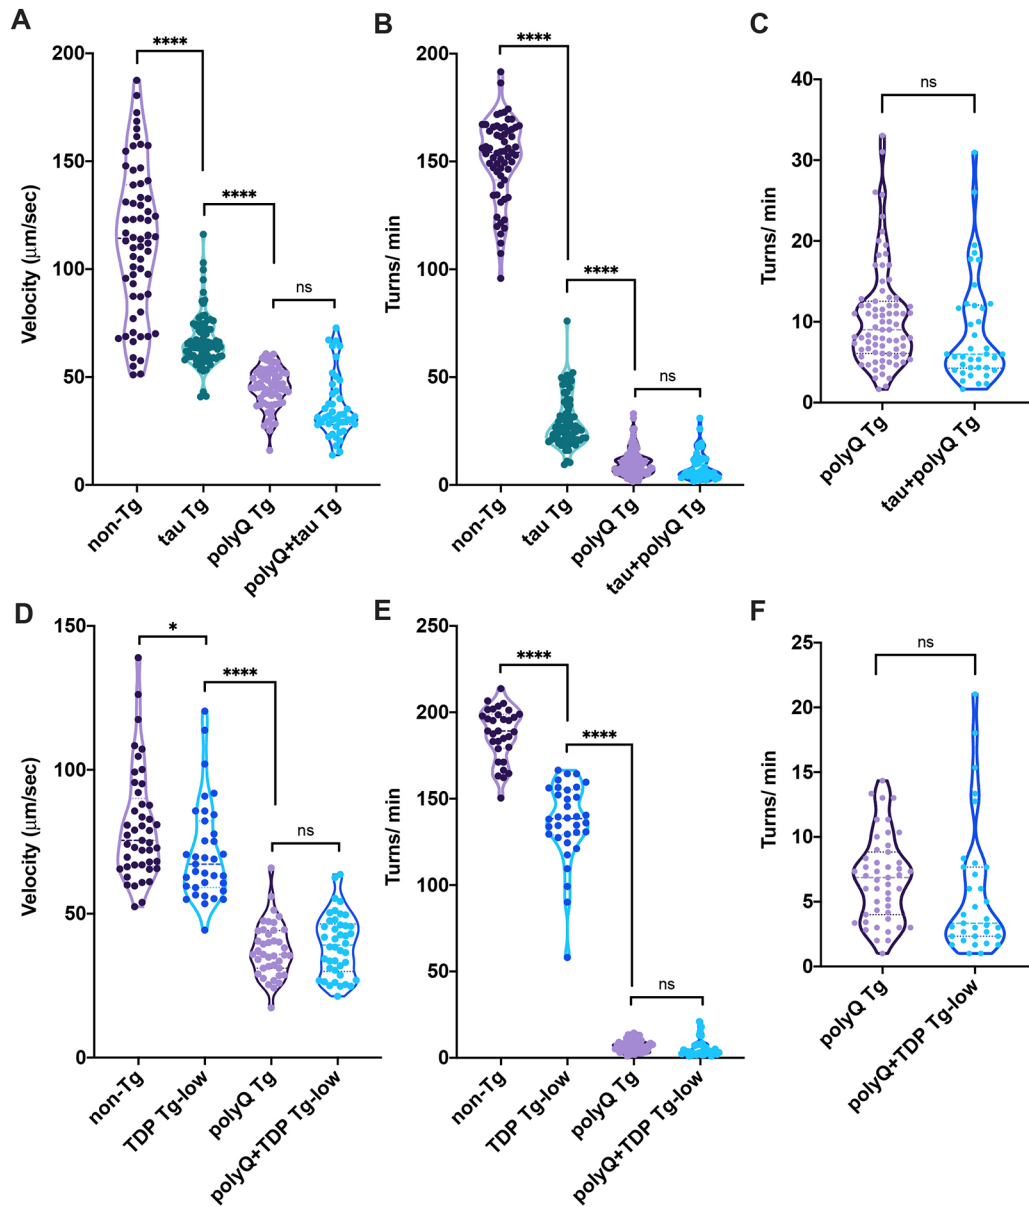 A
Velocity (µm/sec)
200
150
100
50
0
****
****
ns
non-Tg
tau Tg
polyQ Tg
polyQ+tau Tg
B
Turns/ min
200
150
100
50
0
****
****
ns
non-Tg
tau Tg
polyQ Tg
tau+polyQ Tg
C
Turns/ min
40
30
20
10
0
ns
polyQ Tg
tau+polyQ Tg
D
Velocity (µm/sec)
150
100
50
0
*
****
ns
non-Tg
TDP Tg-low
polyQ Tg
polyQ+TDP Tg-low
E
Turns/ min
250
200
150
100
50
0
****
****
ns
non-Tg
TDP Tg-low
polyQ Tg
polyQ+TDP Tg-low
F
Turns/ min
25
20
15
10
5
0
ns
polyQ Tg
polyQ+TDP Tg-low